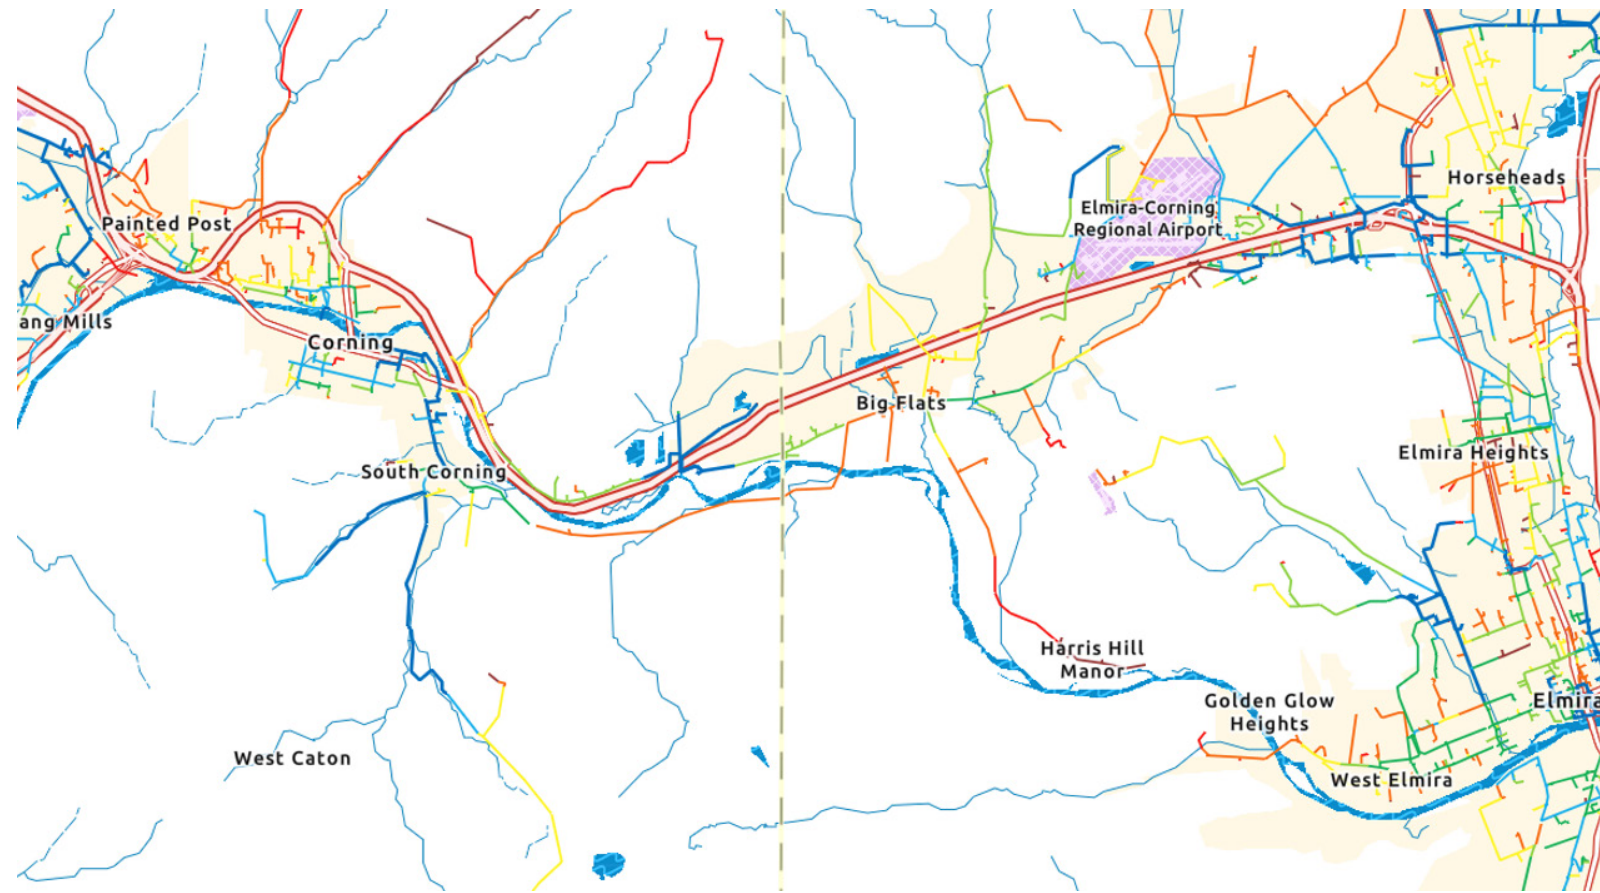 Horseheads
Elmira-Corning
Regional Airport
Painted Post
ang Mills
Corning
Big Flats
Elmira Heights
South Corning
Harris Hill
Manor
Golden Glow
Heights
Elmira
West Caton
West Elmira